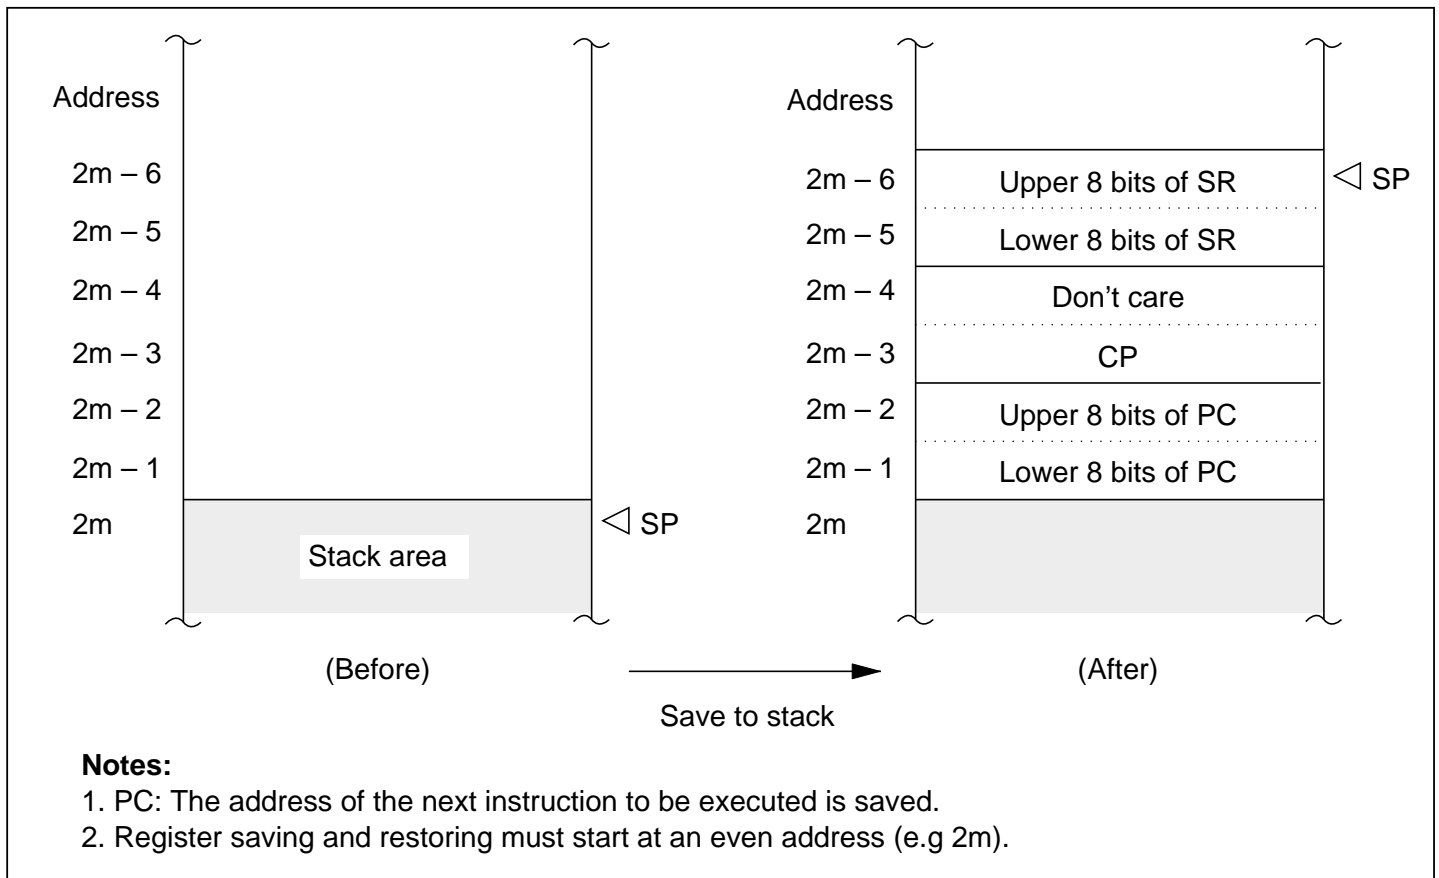 Address
2m – 6
2m – 5
2m – 4
2m – 3
2m – 2
2m – 1
2m
Stack area
SP
(Before)
Save to stack
Address
2m – 6 Upper 8 bits of SR SP
2m – 5 Lower 8 bits of SR
2m – 4 Don’t care
2m – 3 CP
2m – 2 Upper 8 bits of PC
2m – 1 Lower 8 bits of PC
2m
(After)
Notes:
1. PC: The address of the next instruction to be executed is saved.
2. Register saving and restoring must start at an even address (e.g 2m).